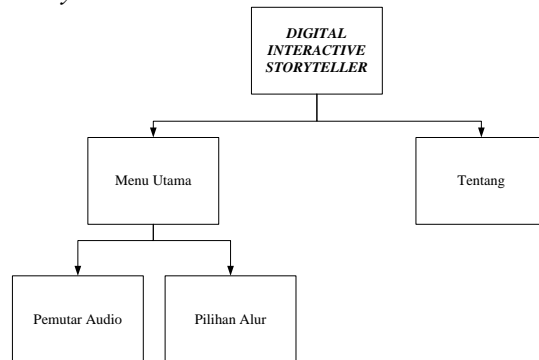 DIGITAL
INTERACTIVE
STORYTELLER
Menu Utama
Tentang
Pemutar Audio
Pilihan Alur